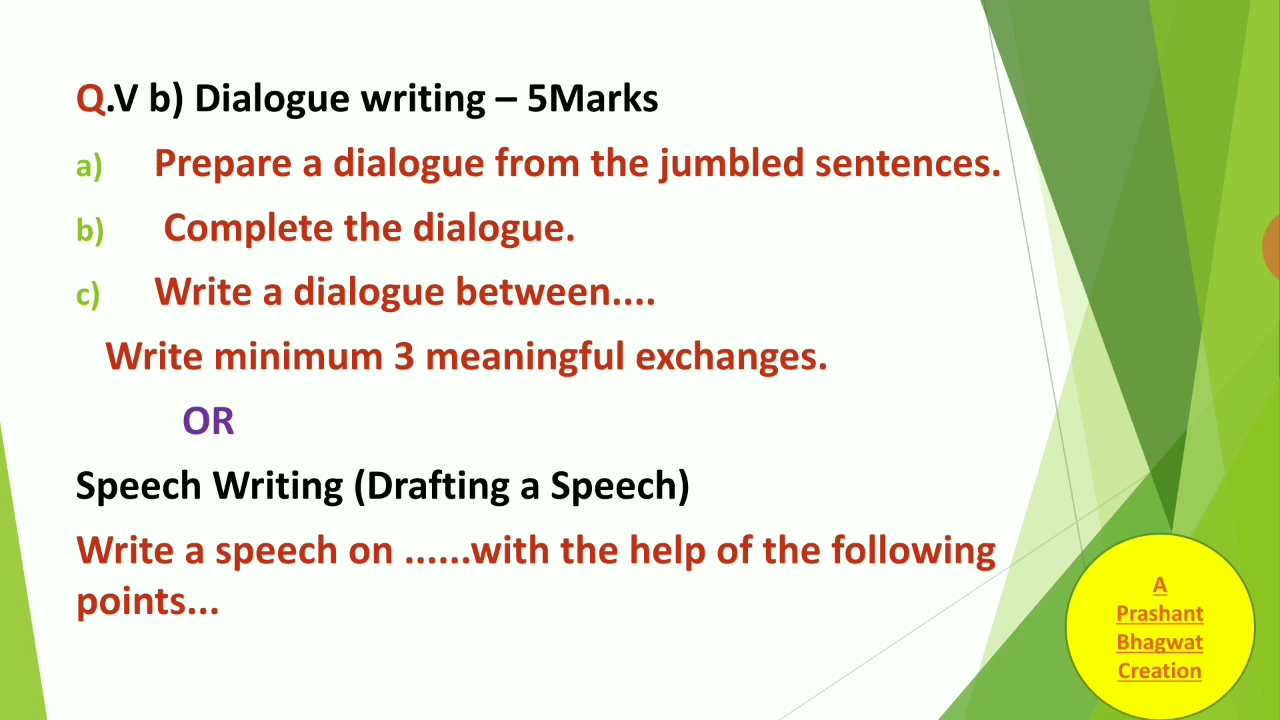 Q.V b) Dialogue writing – 5Marks
a) Prepare a dialogue from the jumbled sentences.
b) Complete the dialogue.
c) Write a dialogue between....
Write minimum 3 meaningful exchanges.
OR
Speech Writing (Drafting a Speech)
Write a speech on ......with the help of the following
points...
A
Prashant
Bhagwat
Creation